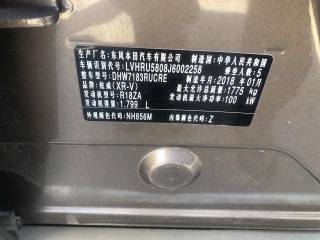 生产厂名: 东风本田汽车有限公司 制造国: 中华人民共和国
车辆识别代号: LVHRU5808J6002258 乘坐人数: 5
整车型号: DHW7183RUCRE 制造年月: 2018 年 01月
品牌: 炫威(XR-V) 最大允许总质量: 1775 kg
发动机型号: R18ZA 发动机最大净功率: 100 kW
发动机排量: 1.799 L
外观颜色代码: NH856M 内饰颜色代码: Z